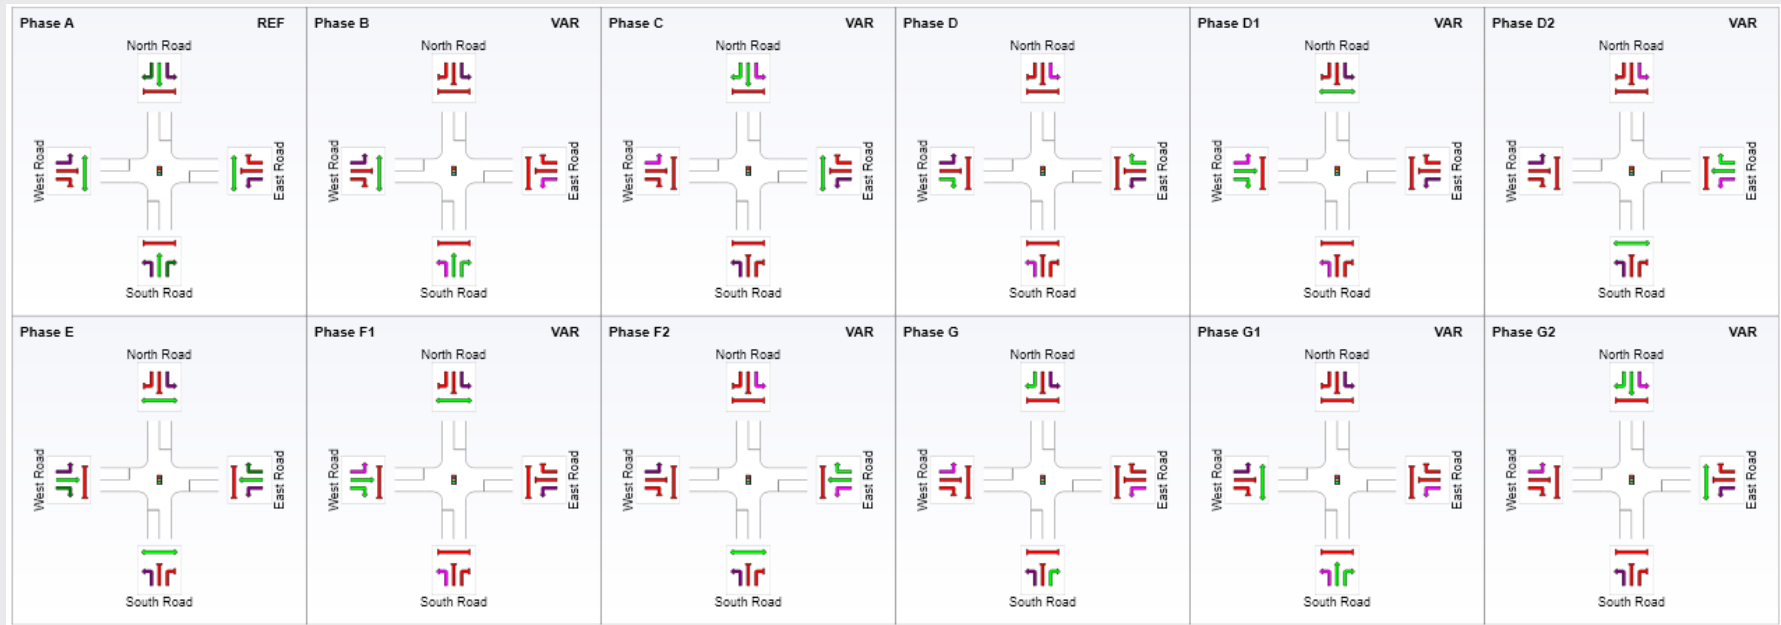 Phase A REF
North Road
West Road
East Road
South Road
Phase B VAR
North Road
West Road
East Road
South Road
Phase C VAR
North Road
West Road
East Road
South Road
Phase D
North Road
West Road
East Road
South Road
Phase D1 VAR
North Road
West Road
East Road
South Road
Phase D2 VAR
North Road
West Road
East Road
South Road
Phase E
North Road
West Road
East Road
South Road
Phase F1 VAR
North Road
West Road
East Road
South Road
Phase F2 VAR
North Road
West Road
East Road
South Road
Phase G
North Road
West Road
East Road
South Road
Phase G1 VAR
North Road
West Road
East Road
South Road
Phase G2 VAR
North Road
West Road
East Road
South Road